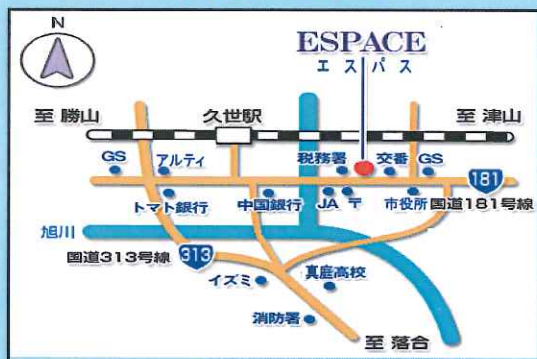 N
ESPACE
エスパス
至 勝山
久世駅
至 津山
GS
アルティ
税務署
交番
GS
181
トマト銀行
中国銀行
JA
〒
市役所
国道181号線
旭川
国道313号線
313
イズミ
真庭高校
消防署
至 落合